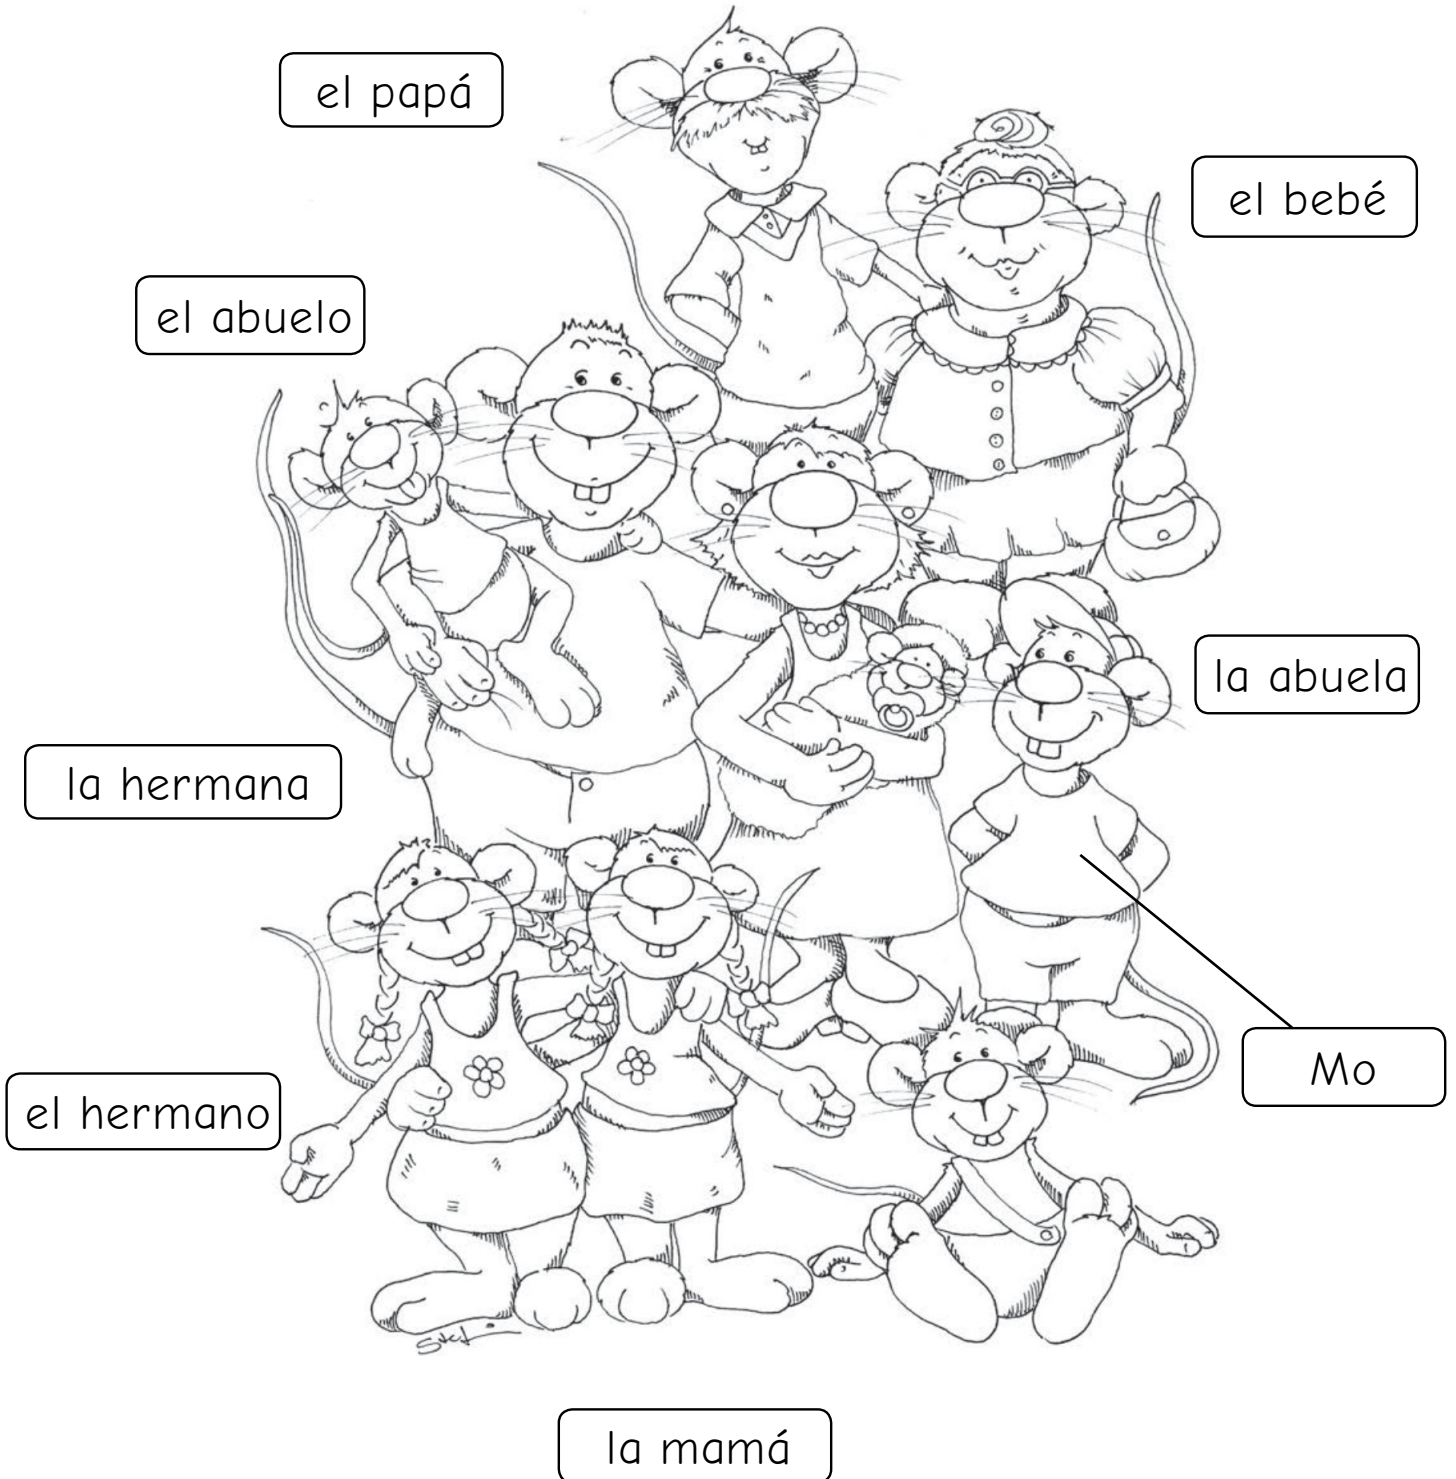 el papá
el bebé
el abuelo
la abuela
la hermana
Mo
el hermano
la mamá